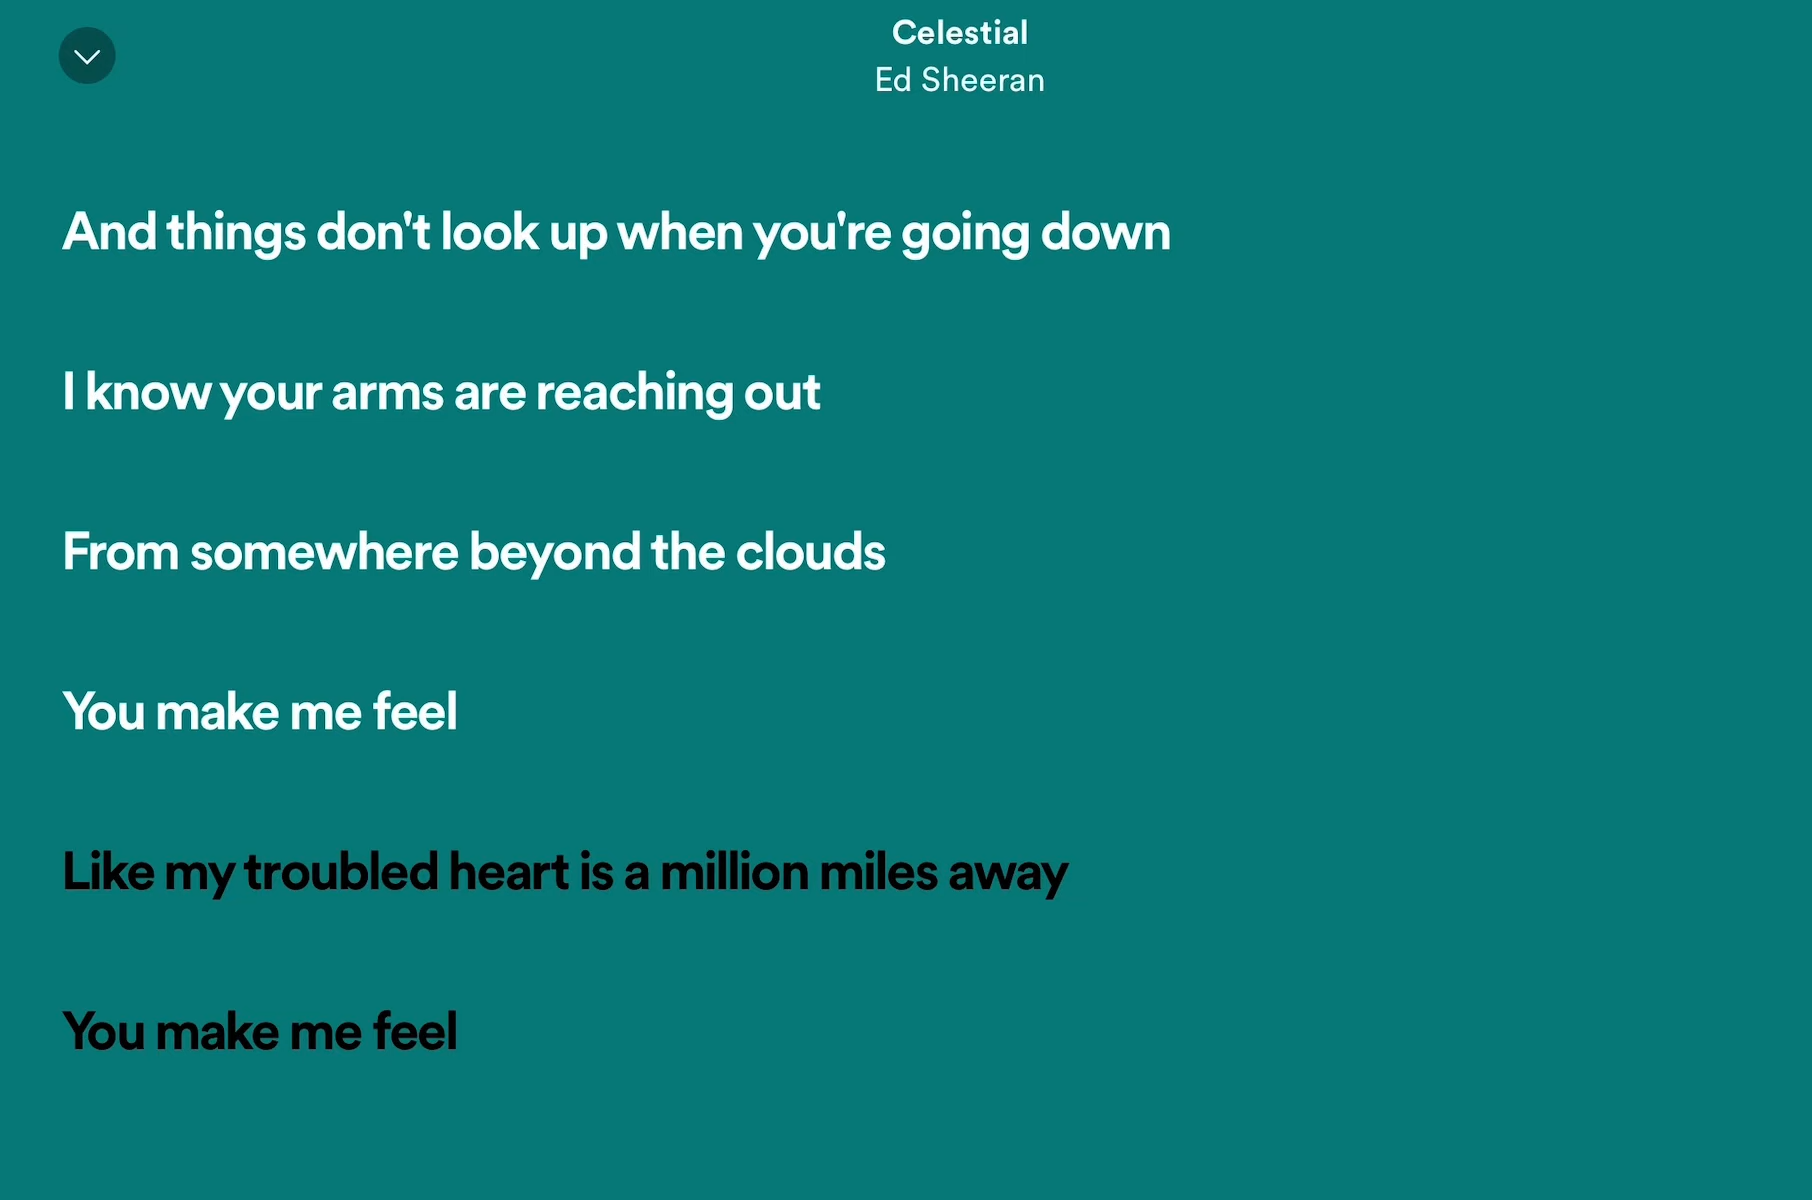 Celestial
Ed Sheeran
And things don't look up when you're going down
I know your arms are reaching out
From somewhere beyond the clouds
You make me feel
Like my troubled heart is a million miles away
You make me feel